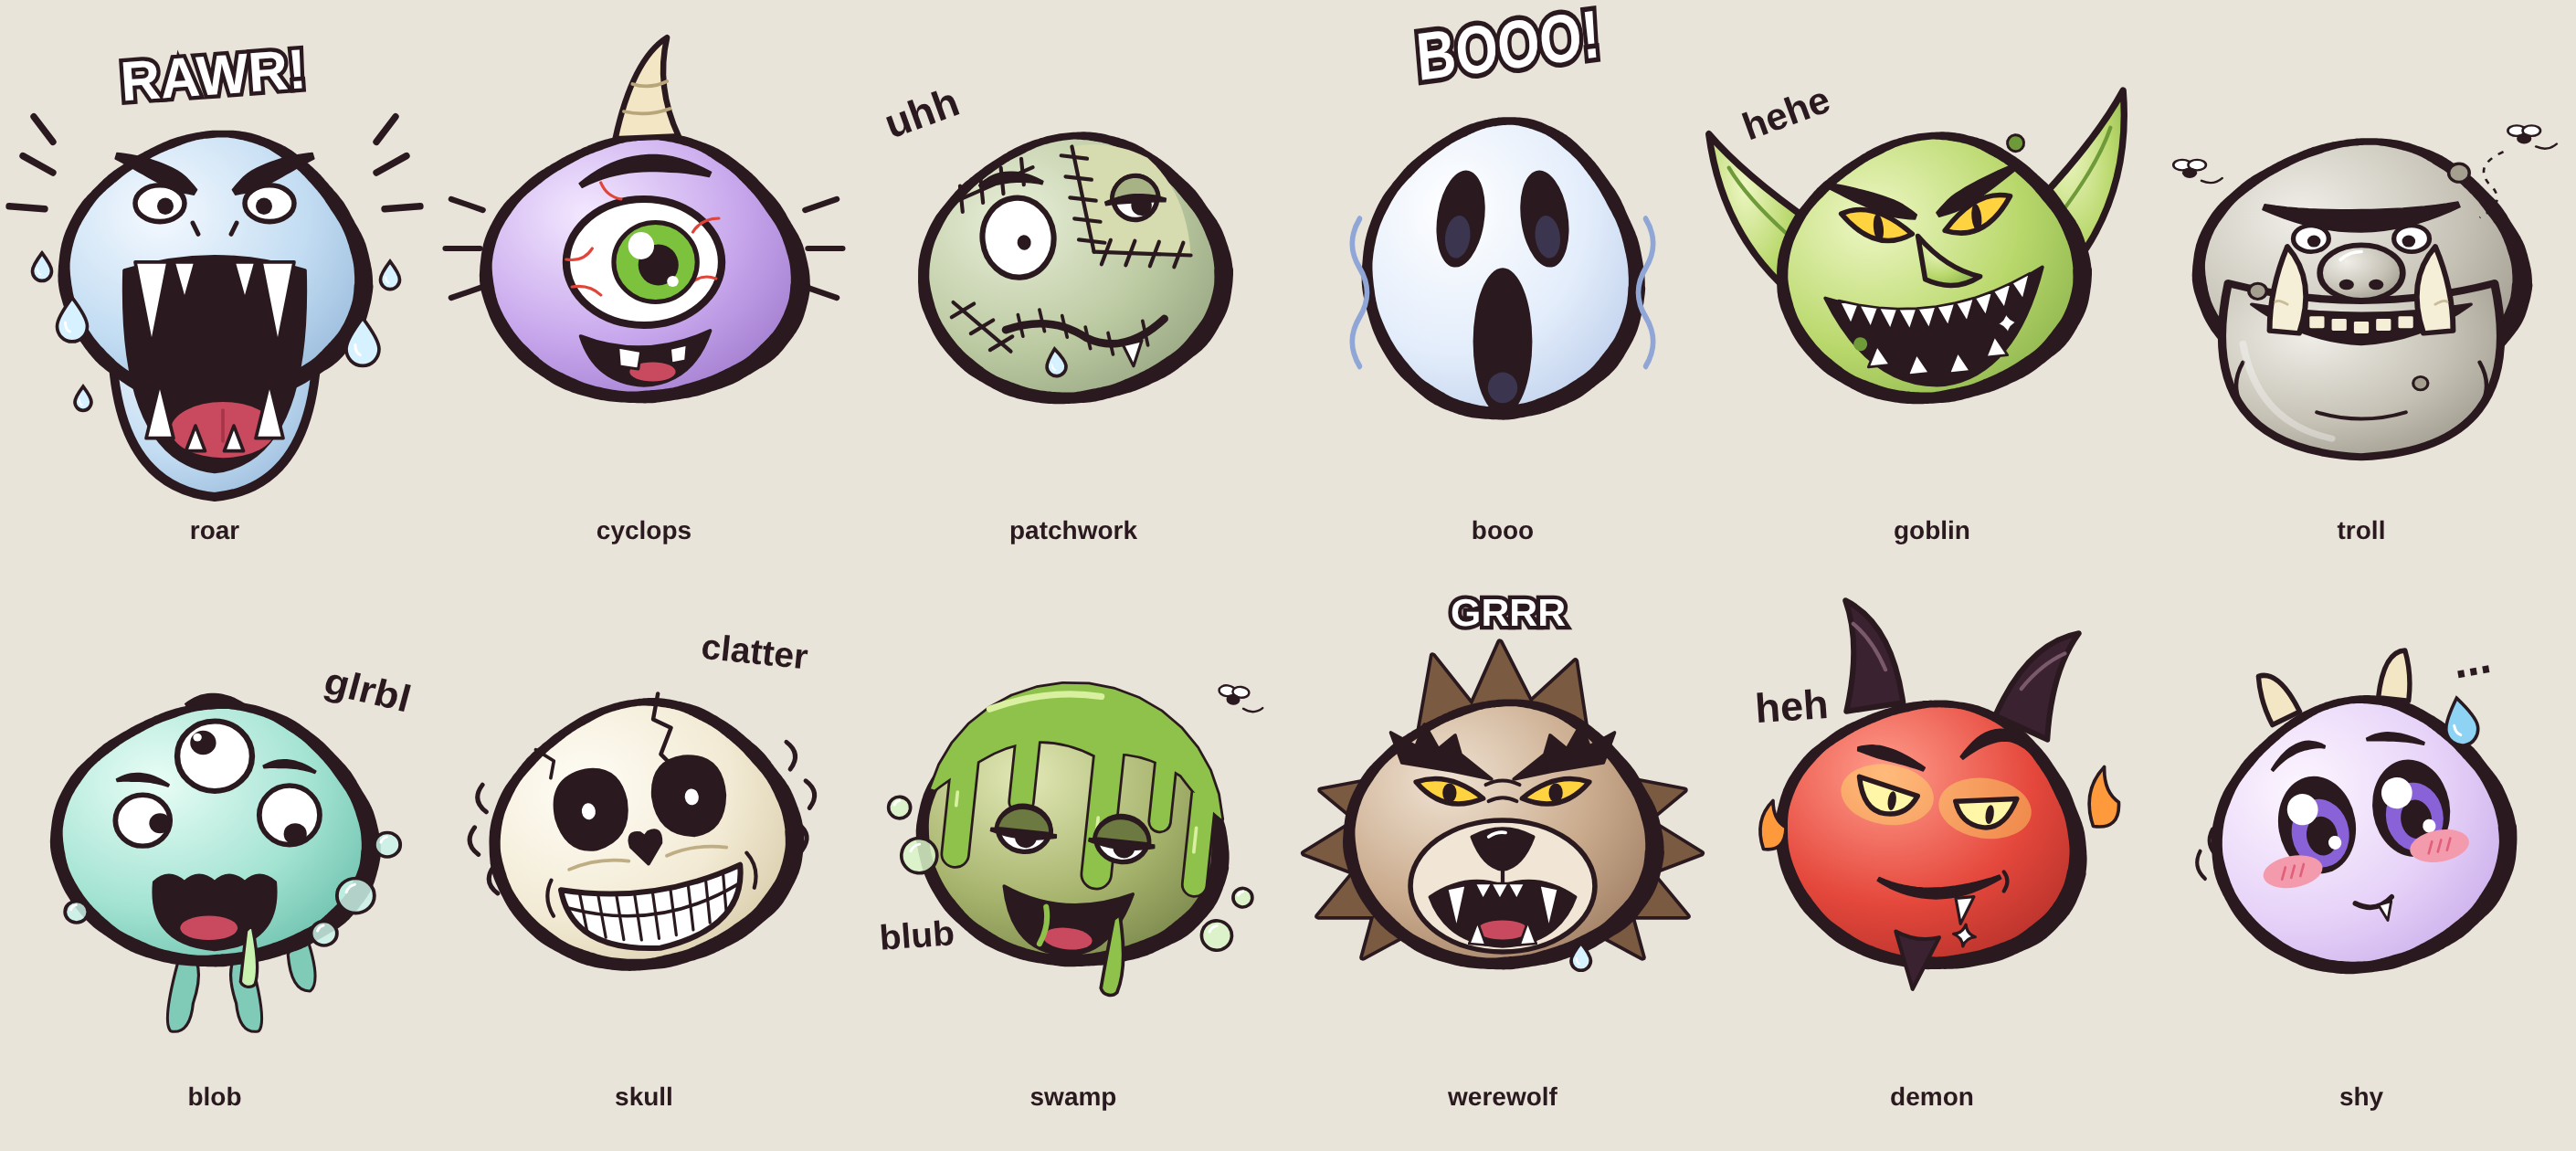 RAWR!
uhh
BOOO!
hehe
roar
cyclops
patchwork
booo
goblin
troll
glrbl
clatter
blub
GRRR
heh
...
blob
skull
swamp
werewolf
demon
shy